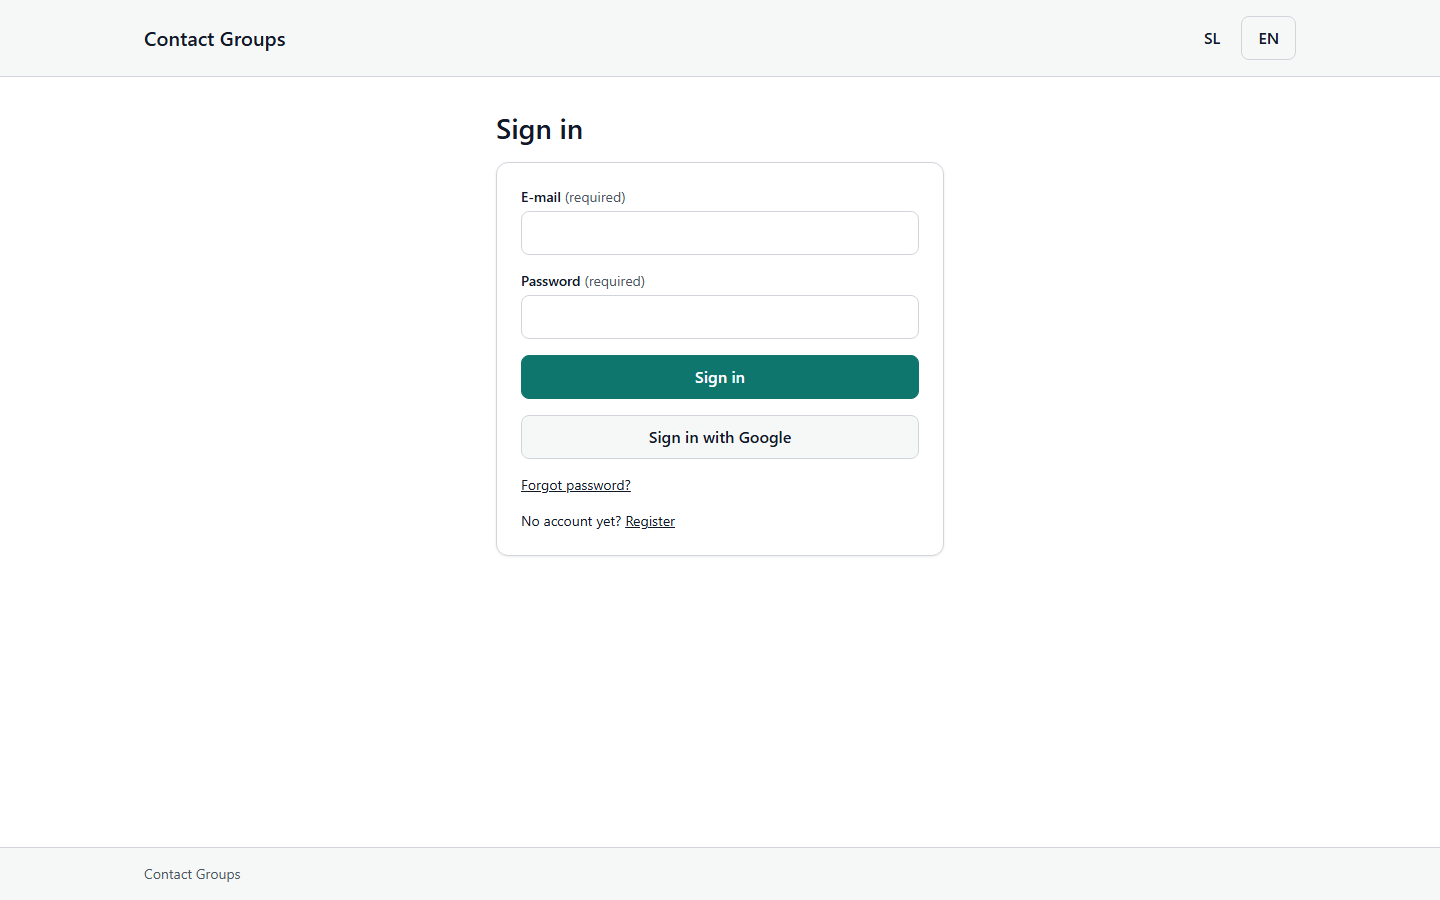 Contact Groups
SL
EN
Sign in
E-mail (required)
Password (required)
Sign in
Sign in with Google
Forgot password?
No account yet? Register
Contact Groups